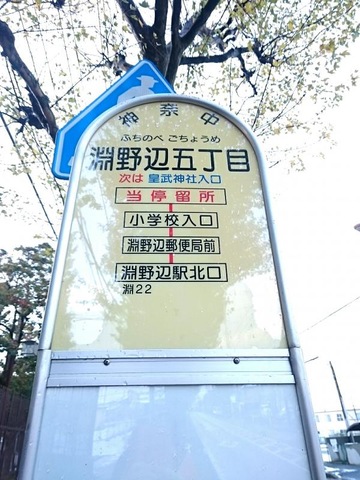 神奈中
ふちのべ ごちょうめ
淵野辺五丁目
次は 皇武神社入口
当停留所
小学校入口
淵野辺郵便局前
淵野辺駅北口
淵22